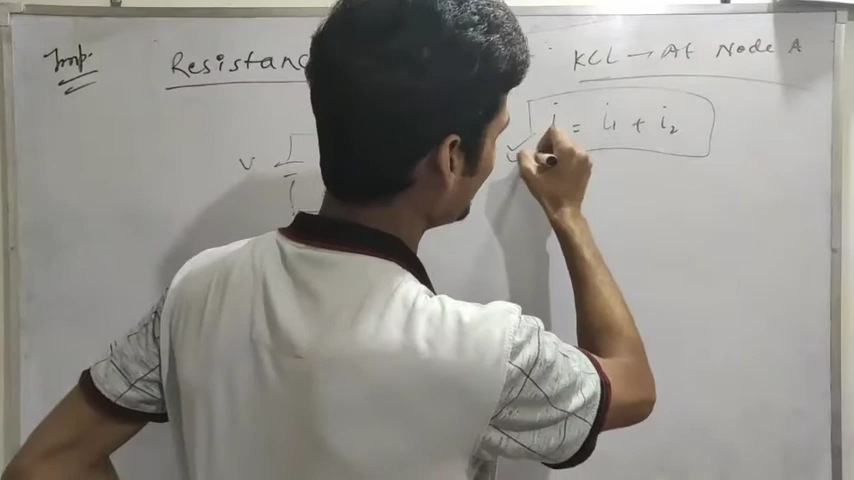 Imp.
Resistan
KCL → At Node A
i = i₁ + i₂
V